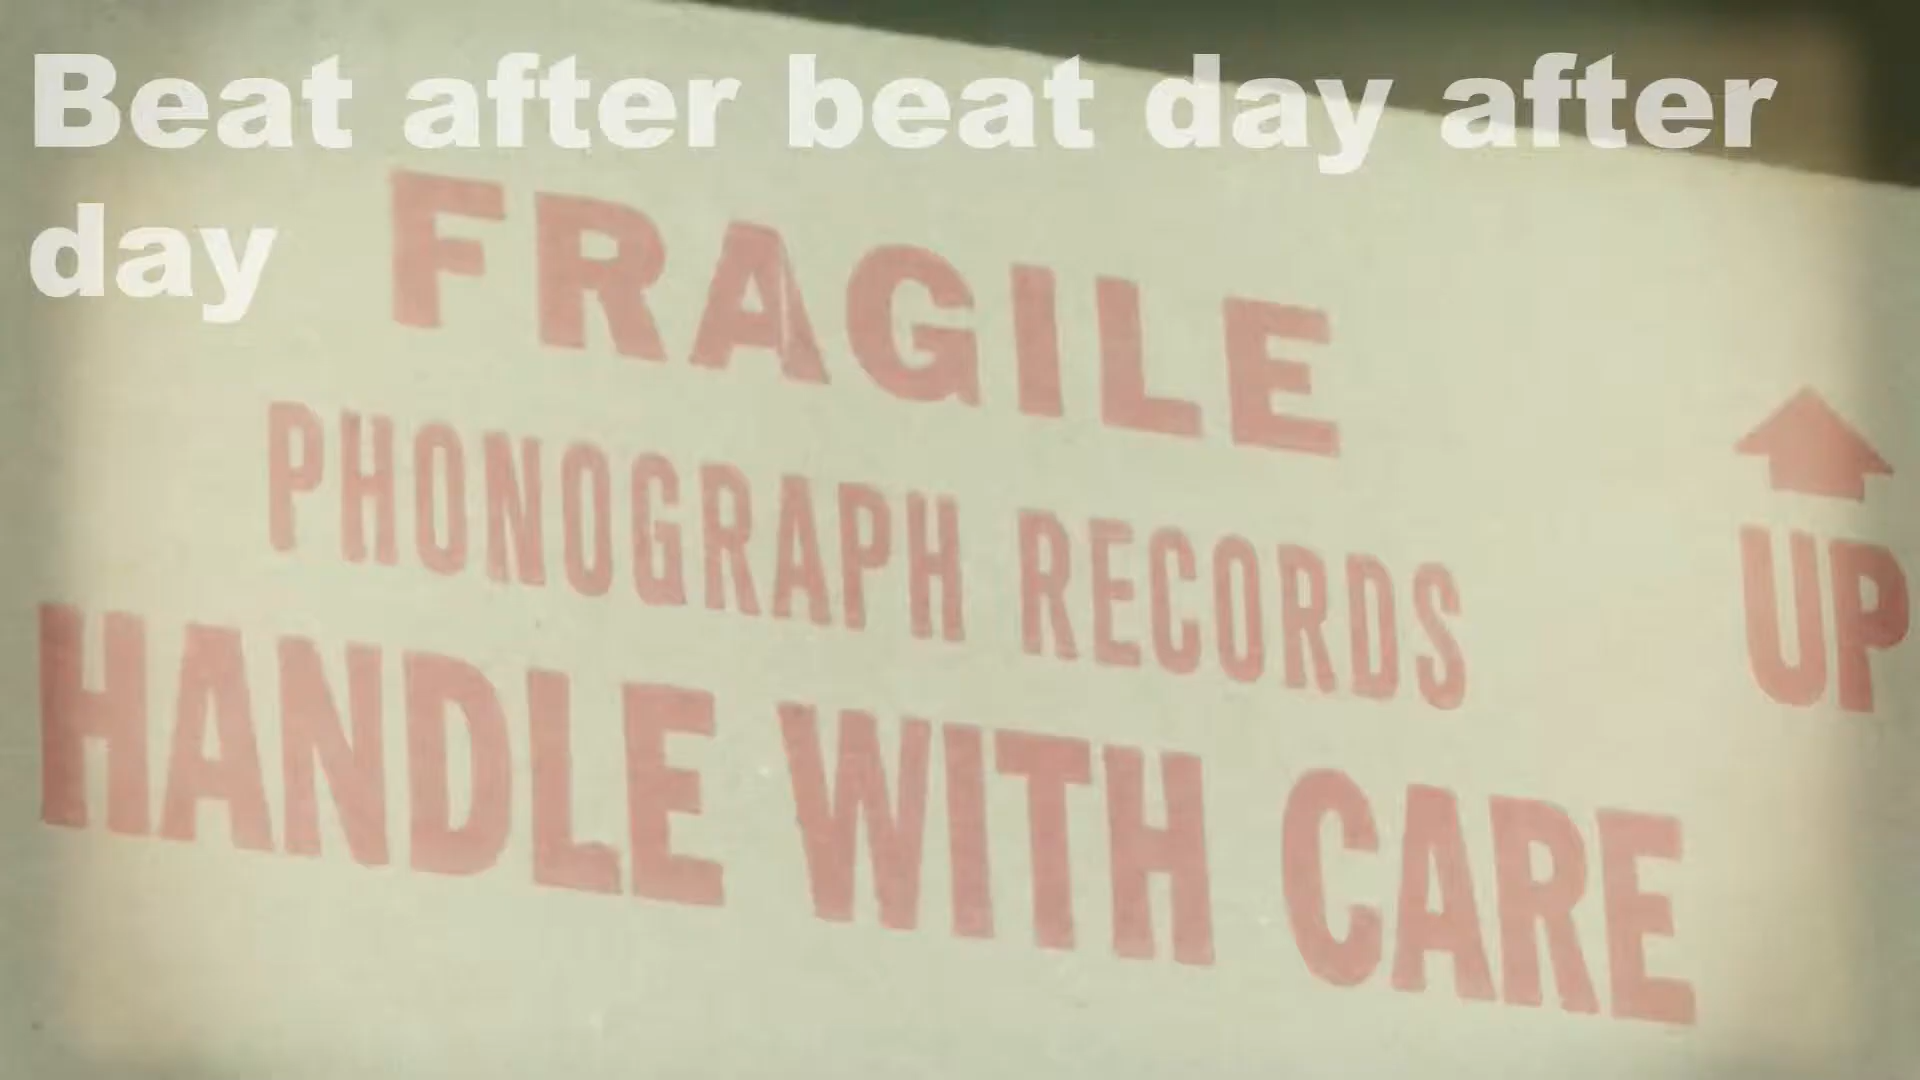 Beat after beat day after
day
FRAGILE
PHONOGRAPH RECORDS
HANDLE WITH CARE
UP